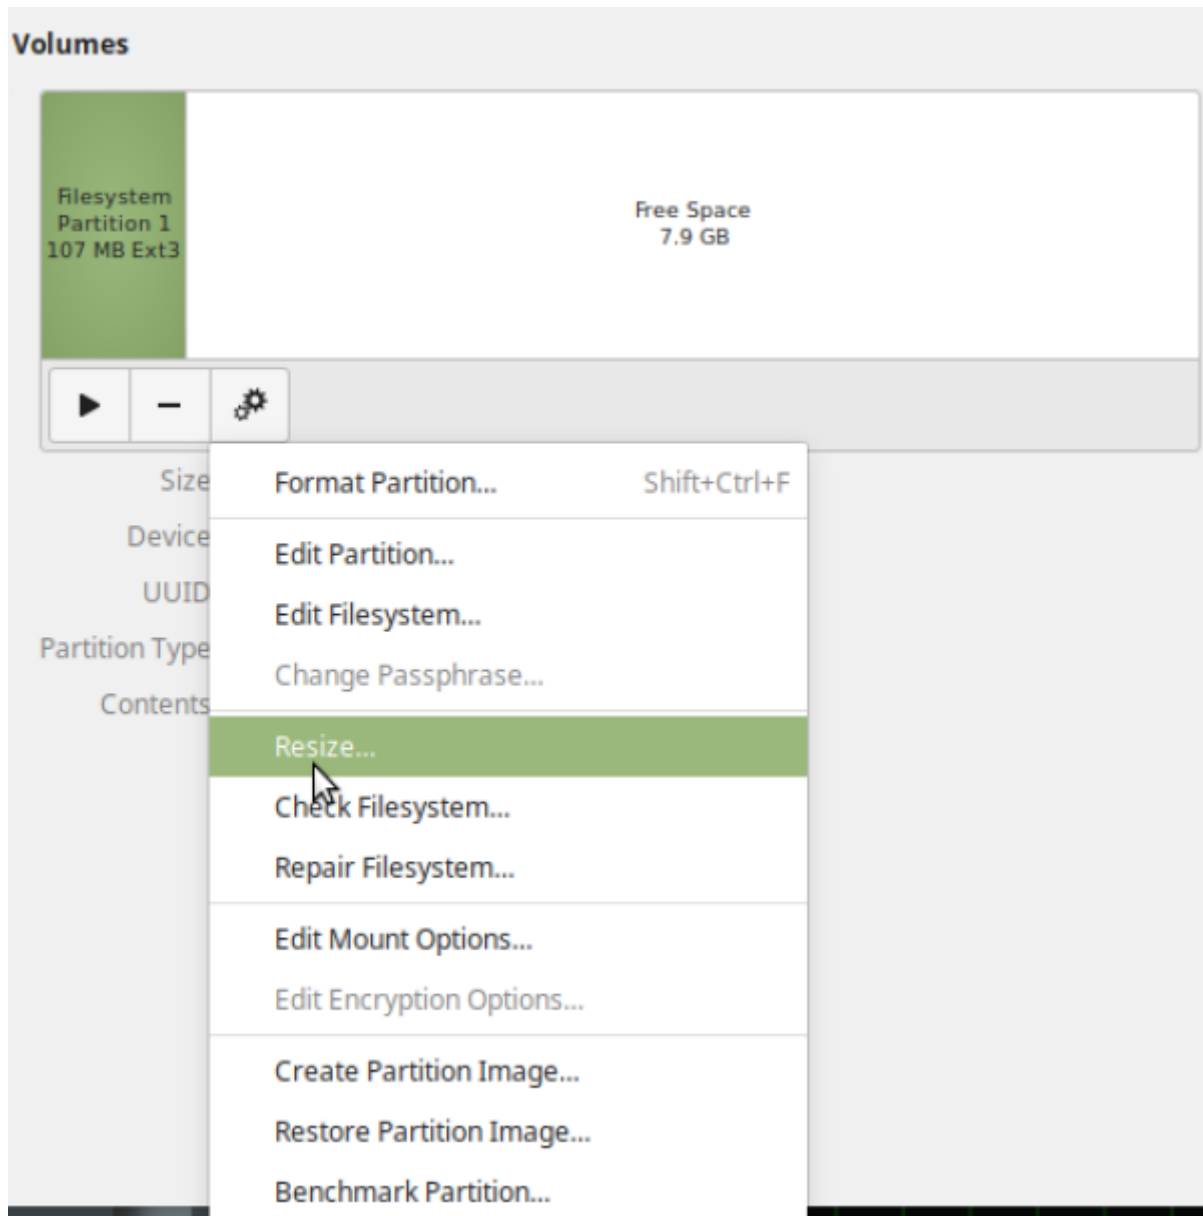 Volumes
Filesystem
Partition 1
107 MB Ext3
Free Space
7.9 GB
Size
Device
UUID
Partition Type
Contents
Format Partition... Shift+Ctrl+F
Edit Partition...
Edit Filesystem...
Change Passphrase...
Resize...
Check Filesystem...
Repair Filesystem...
Edit Mount Options...
Edit Encryption Options...
Create Partition Image...
Restore Partition Image...
Benchmark Partition...